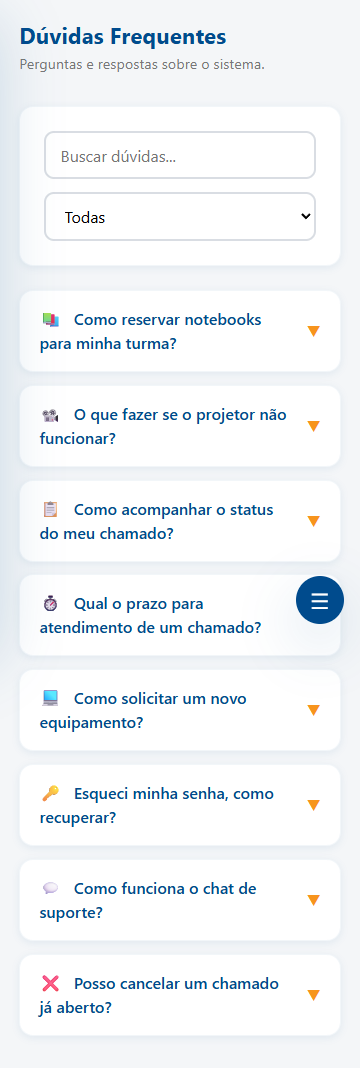 Dúvidas Frequentes
Perguntas e respostas sobre o sistema.
Buscar dúvidas...
Todas
Como reservar notebooks
para minha turma?
O que fazer se o projetor não
funcionar?
Como acompanhar o status
do meu chamado?
Qual o prazo para
atendimento de um chamado?
Como solicitar um novo
equipamento?
Esqueci minha senha, como
recuperar?
Como funciona o chat de
suporte?
Posso cancelar um chamado
já aberto?